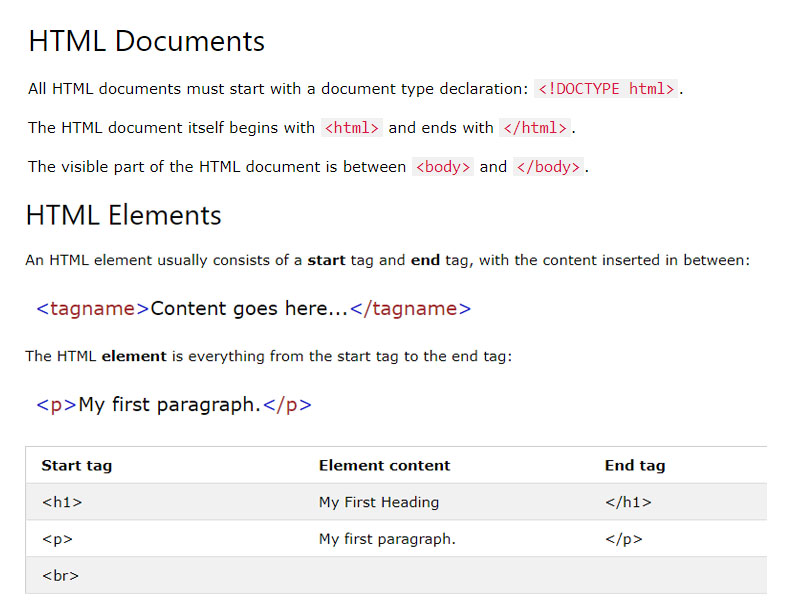 HTML Documents
All HTML documents must start with a document type declaration: <!DOCTYPE html>.
The HTML document itself begins with <html> and ends with </html>.
The visible part of the HTML document is between <body> and </body>.
HTML Elements
An HTML element usually consists of a start tag and end tag, with the content inserted in between:
<tagname>Content goes here...</tagname>
The HTML element is everything from the start tag to the end tag:
<p>My first paragraph.</p>
Start tag Element content End tag
<h1> My First Heading </h1>
<p> My first paragraph. </p>
<br>